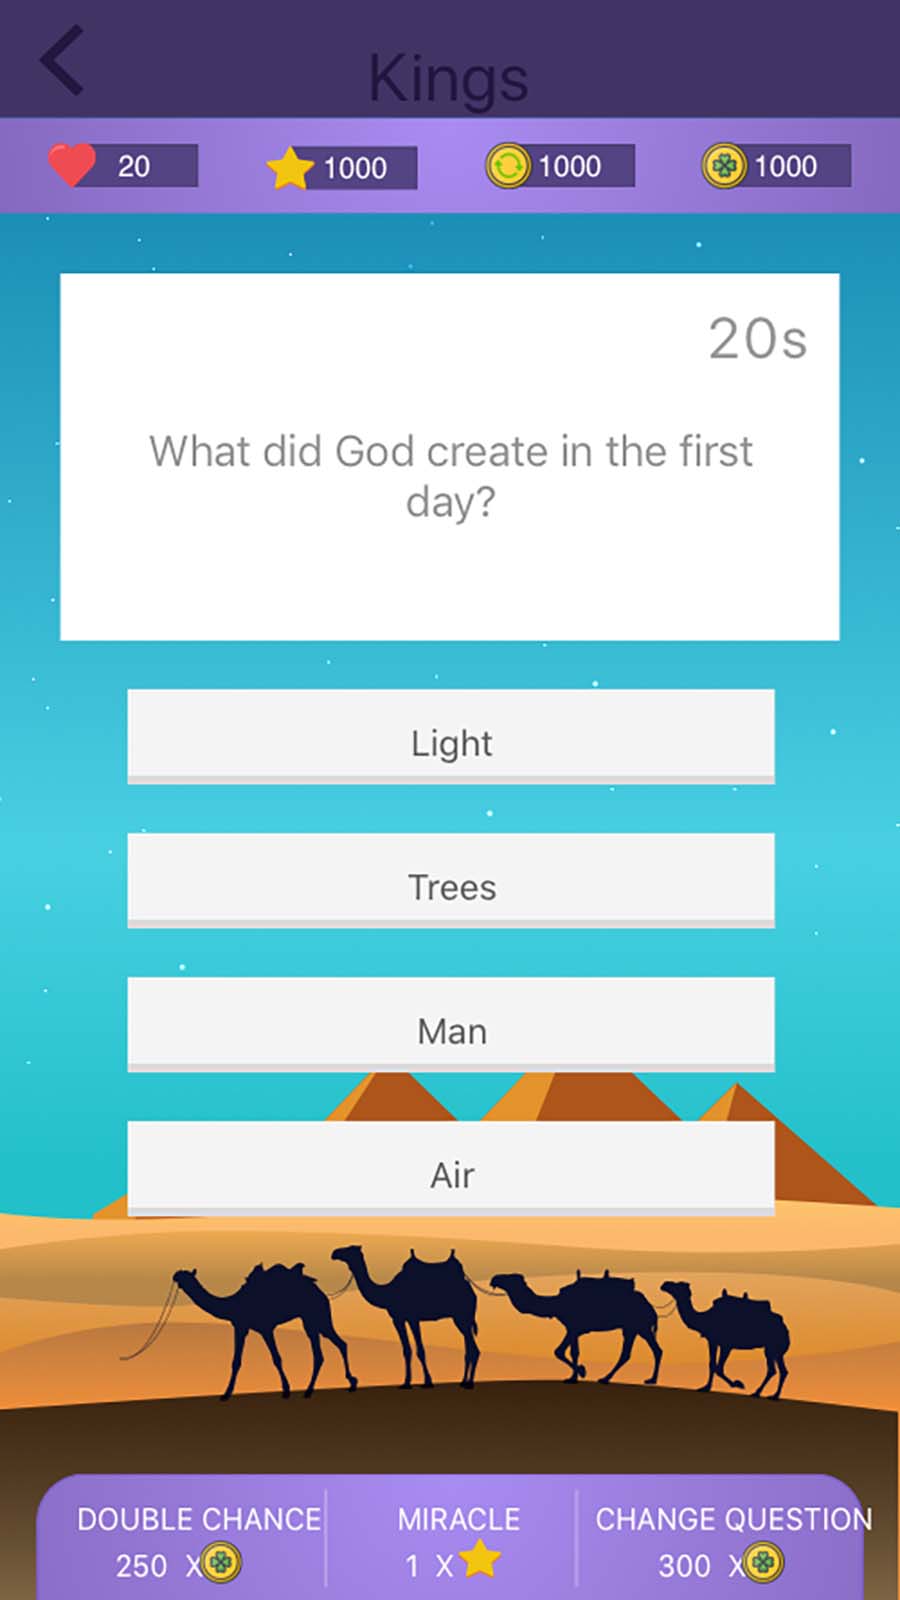 Kings
20 1000 1000 1000
20s
What did God create in the first
day?
Light
Trees
Man
Air
DOUBLE CHANCE MIRACLE CHANGE QUESTION
250 X 1 X 300 X